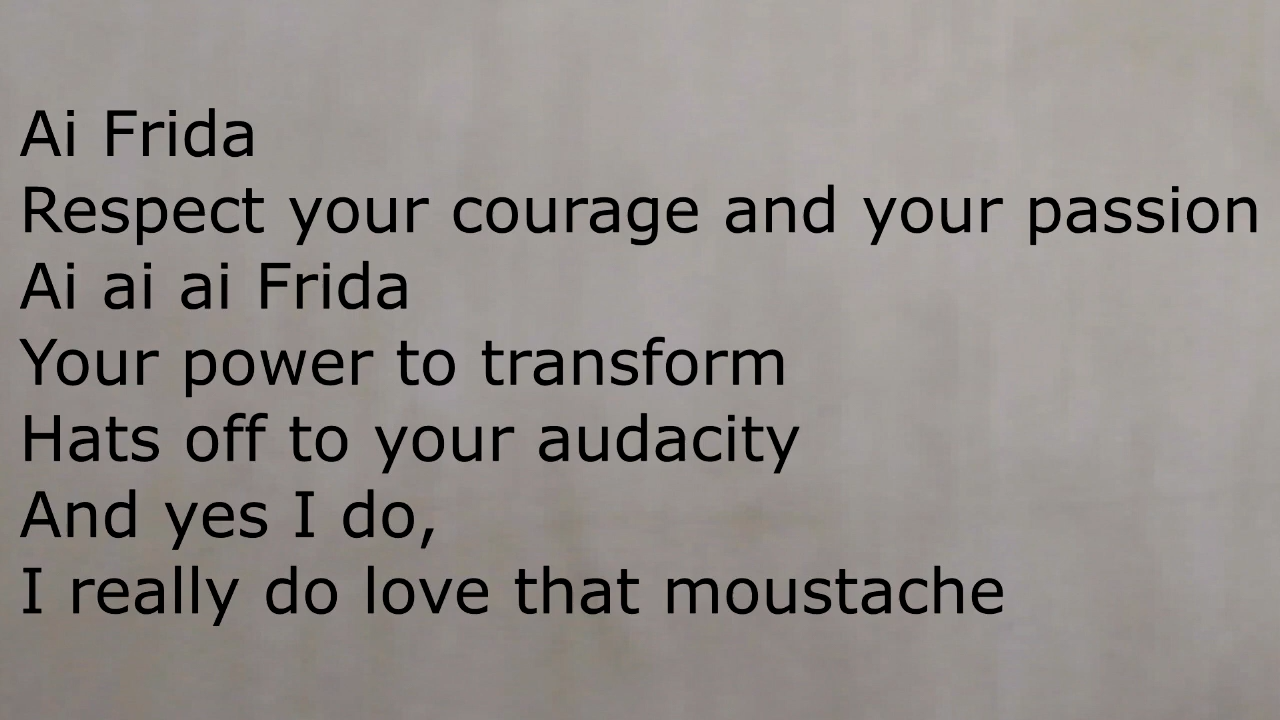 Ai Frida
Respect your courage and your passion
Ai ai ai Frida
Your power to transform
Hats off to your audacity
And yes I do,
I really do love that moustache